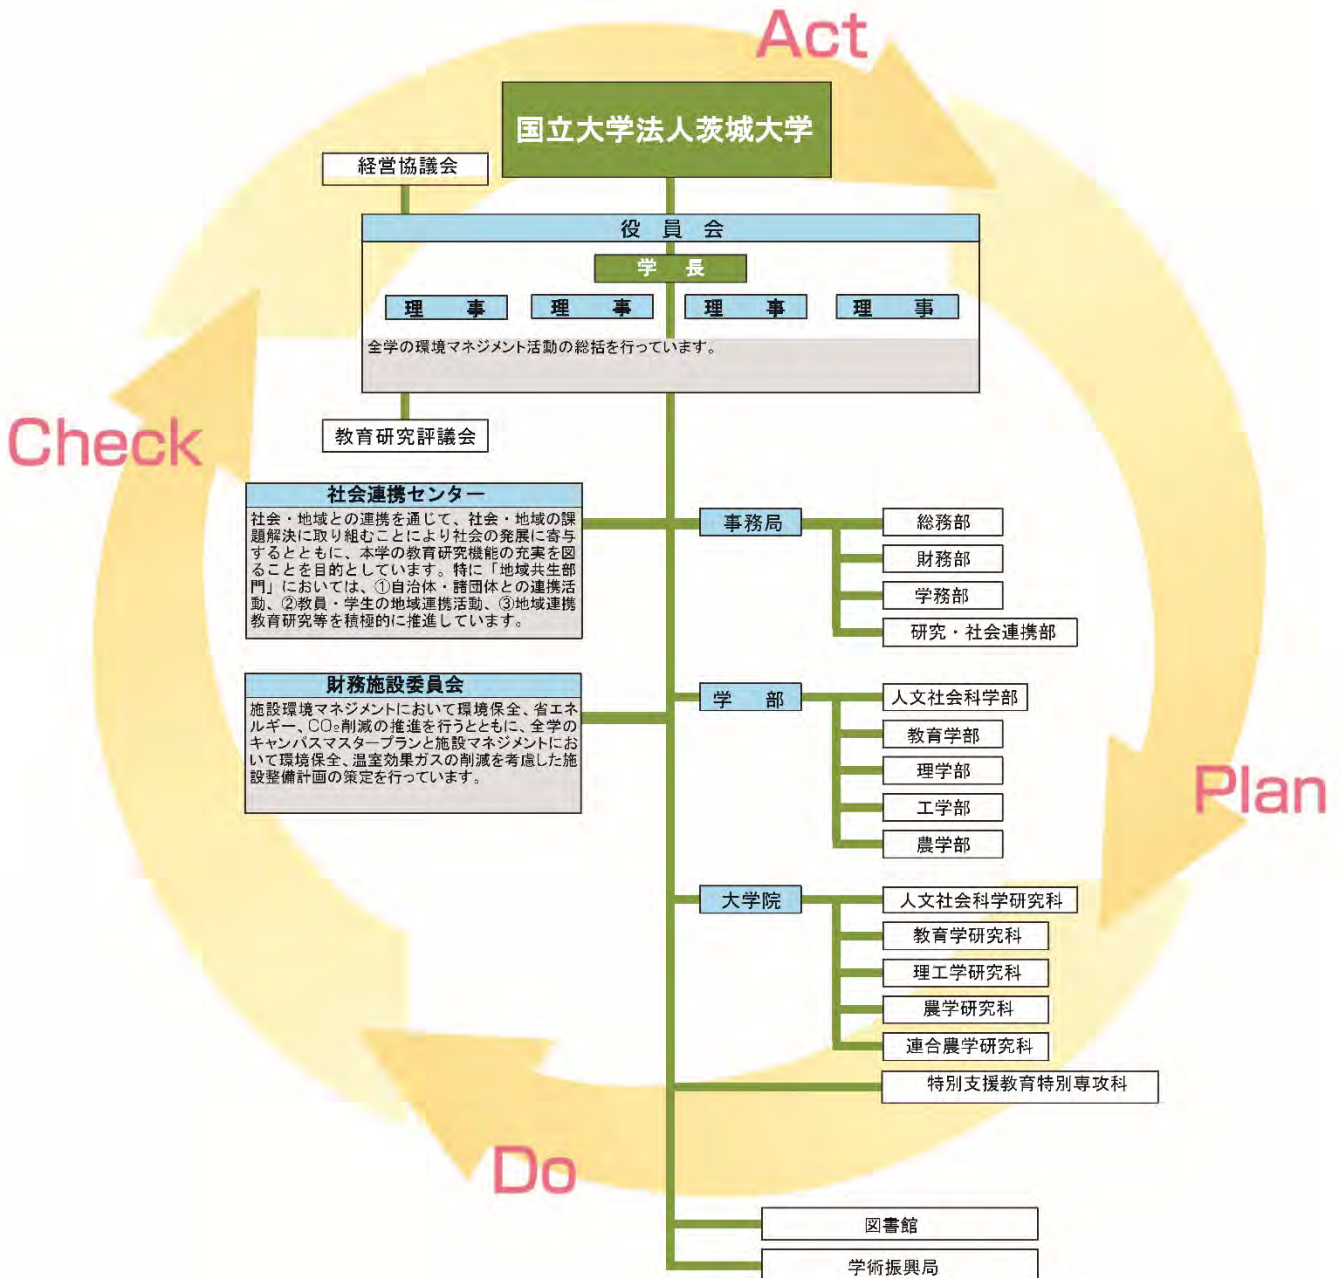 Act
国立大学法人茨城大学
経営協議会
役 員 会
学 長
理 事
理 事
理 事
理 事
全学の環境マネジメント活動の総括を行っています。
Check
教育研究評議会
社会連携センター
社会・地域との連携を通じて、社会・地域の課
題解決に取り組むことにより社会の発展に寄与
するとともに、本学の教育研究機能の充実を図
ることを目的としています。特に「地域共生部
門」においては、①自治体・諸団体との連携活
動、②教員・学生の地域連携活動、③地域連携
教育研究等を積極的に推進しています。
事務局
総務部
財務部
学務部
研究・社会連携部
財務施設委員会
施設環境マネジメントにおいて環境保全、省エネ
ルギー、CO₂削減の推進を行うとともに、全学の
キャンパスマスタープランと施設マネジメントにお
いて環境保全、温室効果ガスの削減を考慮した施
設整備計画の策定を行っています。
学 部
人文社会科学部
教育学部
理学部
工学部
農学部
Plan
大学院
人文社会科学研究科
教育学研究科
理工学研究科
農学研究科
連合農学研究科
特別支援教育特別専攻科
Do
図書館
学術振興局